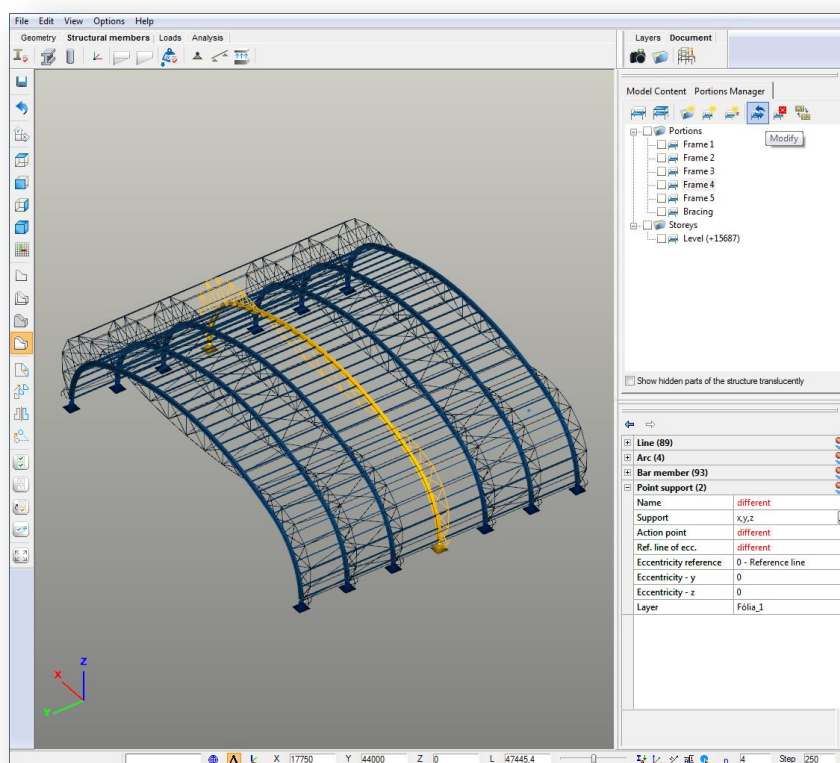 File Edit View Options Help
Geometry Structural members Loads Analysis
Layers Document
Model Content Portions Manager
Modify
Portions
Frame 1
Frame 2
Frame 3
Frame 4
Frame 5
Bracing
Storeys
Level (+15687)
Show hidden parts of the structure translucently
Line (89)
Arc (4)
Bar member (93)
Point support (2)
Name different
Support x,y,z
Action point different
Ref. line of ecc. different
Eccentricity reference 0 - Reference line
Eccentricity - y 0
Eccentricity - z 0
Layer Fólia_1
Z
X
Y
X 17750 Y 44000 Z 0 L 47445.4 n 4 Step 250